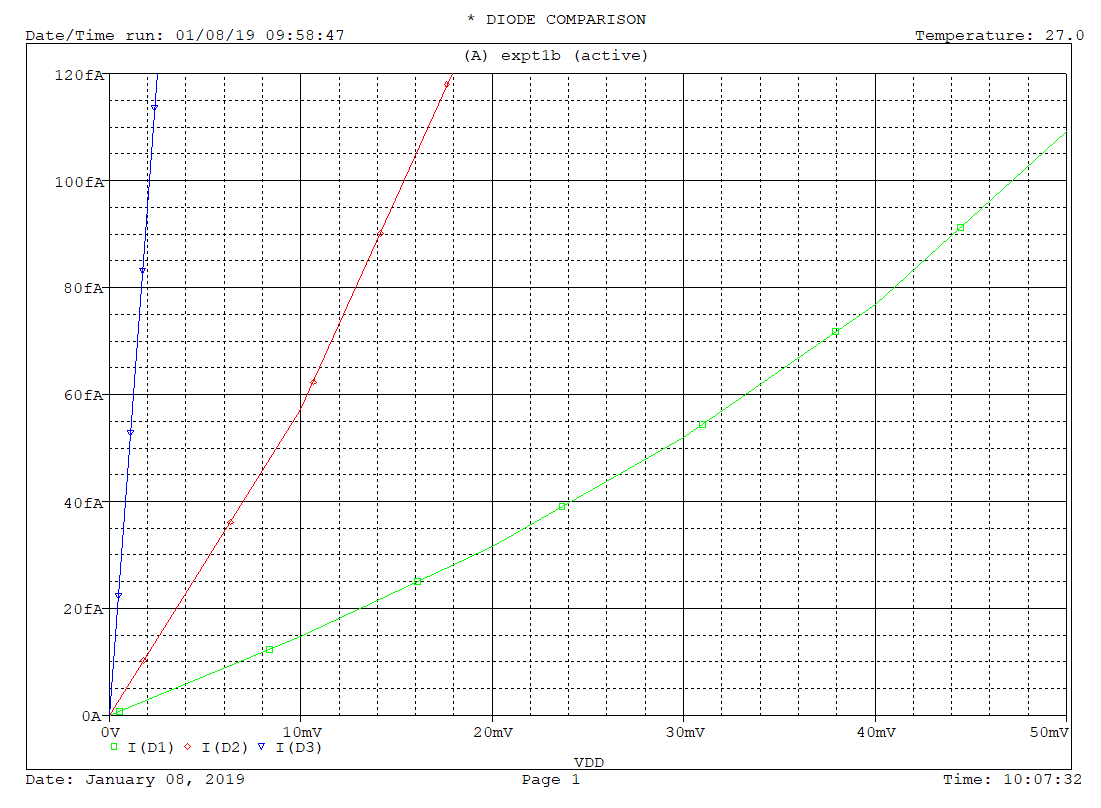 * DIODE COMPARISON
Date/Time run: 01/08/19 09:58:47 Temperature: 27.0
(A) expt1b (active)
120fA
100fA
80fA
60fA
40fA
20fA
0A
0V 10mV 20mV 30mV 40mV 50mV
I(D1) I(D2) I(D3)
VDD
Date: January 08, 2019 Page 1 Time: 10:07:32